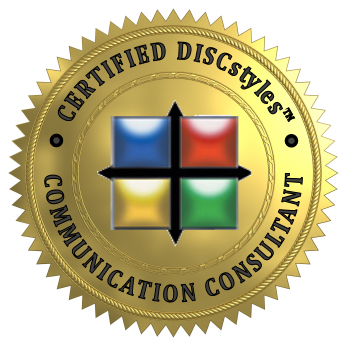 CERTIFIED DISCstyles™
COMMUNICATION CONSULTANT